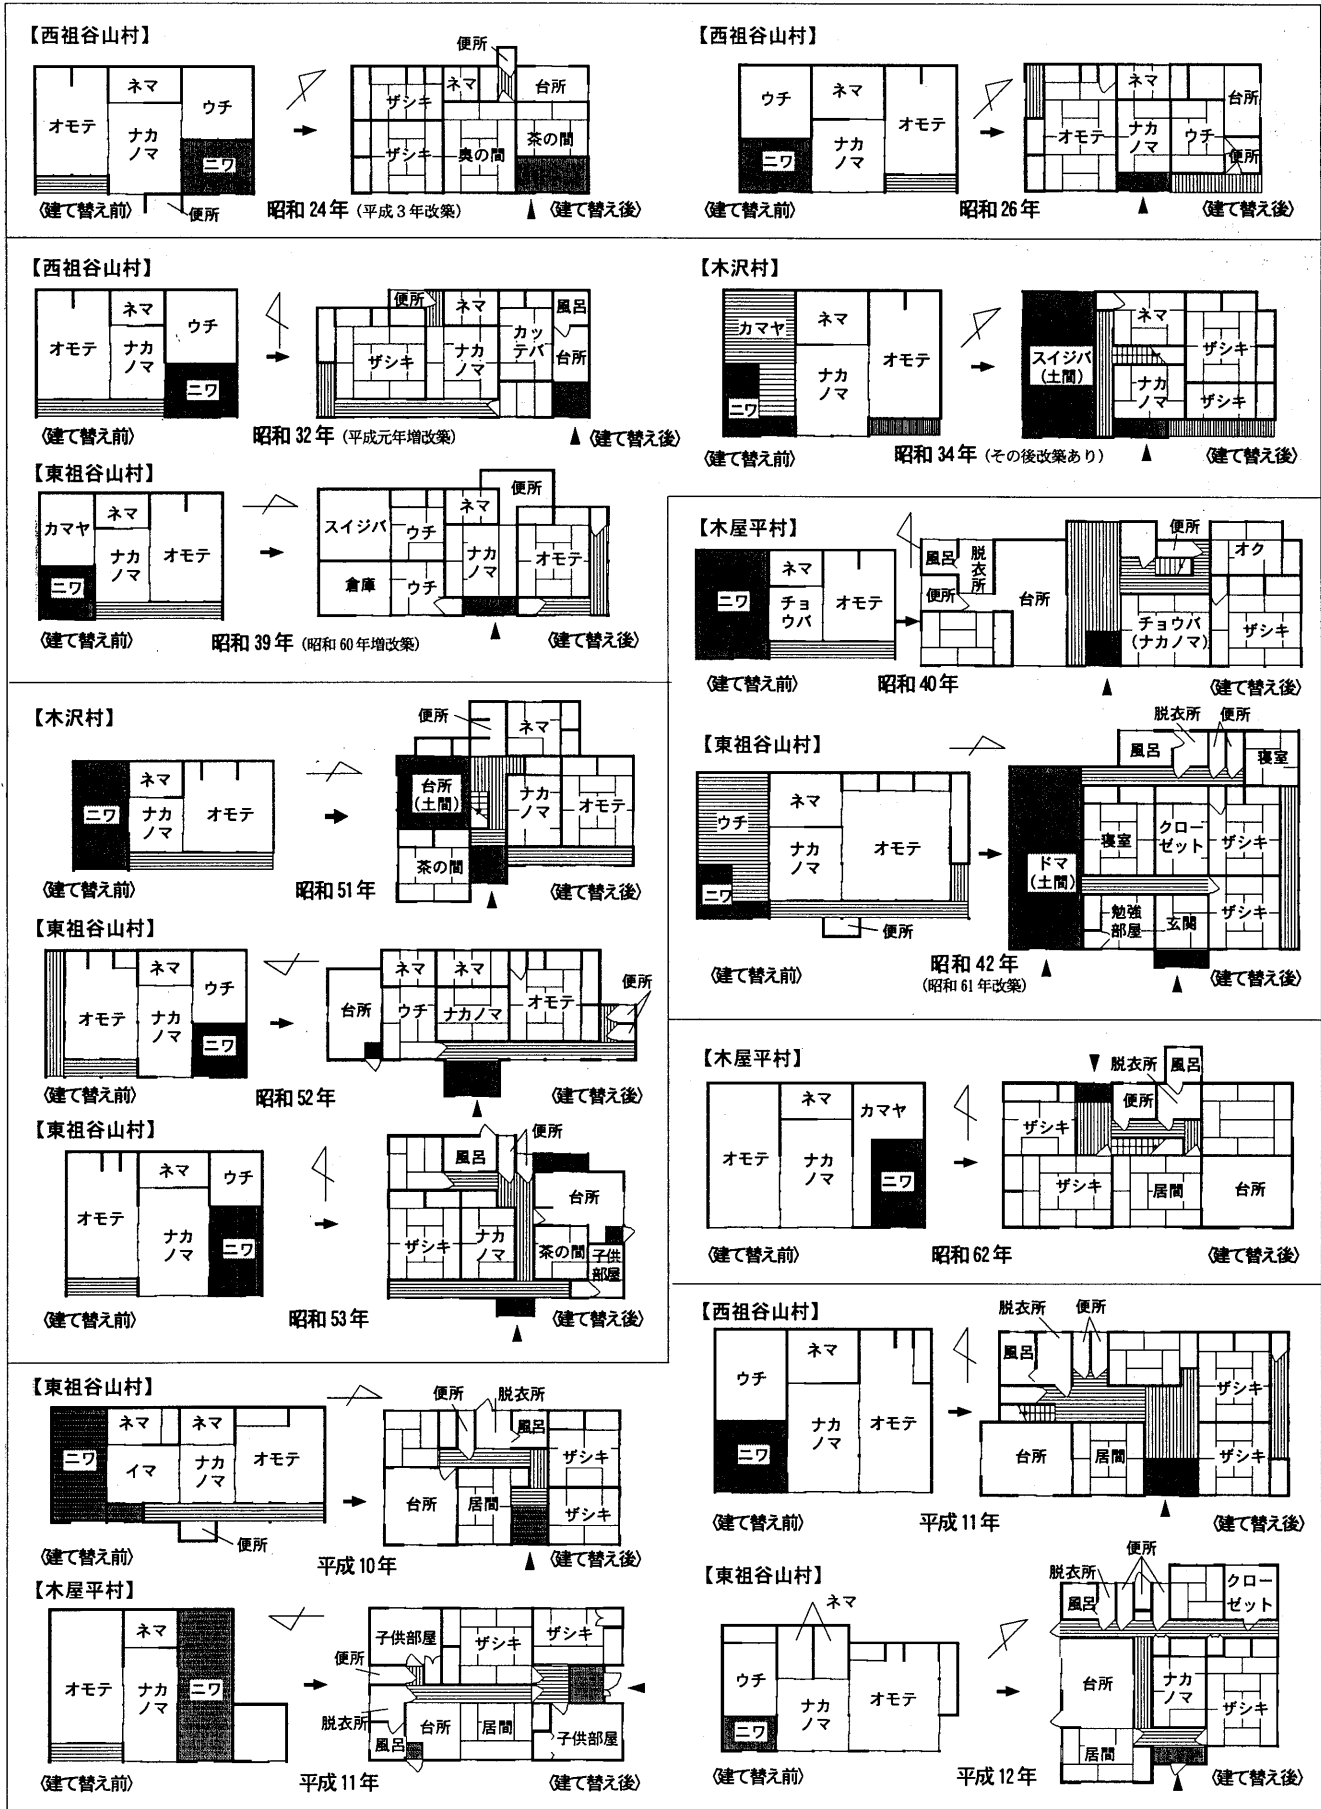 【西祖谷山村】
オモテ
ネマ
ナカ
ノマ
ウチ
ニワ
便所
〈建て替え前〉
昭和24年（平成3年改築）
便所
ザシキ
ネマ
台所
ザシキ
奥の間
茶の間
〈建て替え後〉
【西祖谷山村】
ウチ
ネマ
オモテ
ナカ
ノマ
ニワ
〈建て替え前〉
昭和26年
オモテ
ネマ
ナカ
ノマ
ウチ
台所
便所
〈建て替え後〉
【西祖谷山村】
オモテ
ネマ
ナカ
ノマ
ウチ
ニワ
〈建て替え前〉
昭和32年（平成元年増改築）
便所
ネマ
風呂
ザシキ
ナカ
ノマ
カッ
テバ
台所
〈建て替え後〉
【木沢村】
カマヤ
ネマ
オモテ
ナカ
ノマ
ニワ
〈建て替え前〉
昭和34年（その後改築あり）
スイジバ
（土間）
ネマ
ザシキ
ナカ
ノマ
ザシキ
〈建て替え後〉
【東祖谷山村】
カマヤ
ネマ
ナカ
ノマ
オモテ
ニワ
〈建て替え前〉
昭和39年（昭和60年増改築）
スイジバ
ウチ
ネマ
便所
ナカ
ノマ
オモテ
倉庫
ウチ
〈建て替え後〉
【木屋平村】
ニワ
ネマ
チョ
ウバ
オモテ
〈建て替え前〉
昭和40年
風呂
脱衣所
便所
台所
便所
オク
チョウバ
（ナカノマ）
ザシキ
〈建て替え後〉
【木沢村】
ニワ
ネマ
ナカ
ノマ
オモテ
〈建て替え前〉
昭和51年
便所
ネマ
台所
（土間）
ナカ
ノマ
オモテ
茶の間
〈建て替え後〉
【東祖谷山村】
ウチ
ネマ
ナカ
ノマ
オモテ
ニワ
便所
〈建て替え前〉
昭和42年
（昭和61年改築）
脱衣所
便所
風呂
寝室
寝室
クロー
ゼット
ザシキ
ドマ
（土間）
勉強
部屋
玄関
ザシキ
〈建て替え後〉
【東祖谷山村】
オモテ
ネマ
ナカ
ノマ
ウチ
ニワ
〈建て替え前〉
昭和52年
台所
ネマ
ネマ
ウチ
ナカノマ
オモテ
便所
〈建て替え後〉
【東祖谷山村】
オモテ
ネマ
ナカ
ノマ
ウチ
ニワ
〈建て替え前〉
昭和53年
風呂
便所
台所
ザシキ
ナカ
ノマ
茶の間
子供
部屋
〈建て替え後〉
【木屋平村】
オモテ
ネマ
ナカ
ノマ
カマヤ
ニワ
〈建て替え前〉
昭和62年
脱衣所
風呂
便所
ザシキ
ザシキ
居間
台所
〈建て替え後〉
【東祖谷山村】
ニワ
ネマ
ネマ
イマ
ナカ
ノマ
オモテ
便所
〈建て替え前〉
平成10年
便所
脱衣所
風呂
ザシキ
台所
居間
ザシキ
〈建て替え後〉
【西祖谷山村】
ウチ
ネマ
ナカ
ノマ
オモテ
ニワ
〈建て替え前〉
平成11年
脱衣所
便所
風呂
ザシキ
台所
居間
ザシキ
〈建て替え後〉
【木屋平村】
オモテ
ネマ
ナカ
ノマ
ニワ
〈建て替え前〉
平成11年
子供部屋
ザシキ
ザシキ
便所
脱衣所
風呂
台所
居間
子供部屋
〈建て替え後〉
【東祖谷山村】
ネマ
ウチ
ナカ
ノマ
オモテ
ニワ
〈建て替え前〉
平成12年
便所
脱衣所
風呂
クロー
ゼット
台所
ナカ
ノマ
ザシキ
居間
〈建て替え後〉